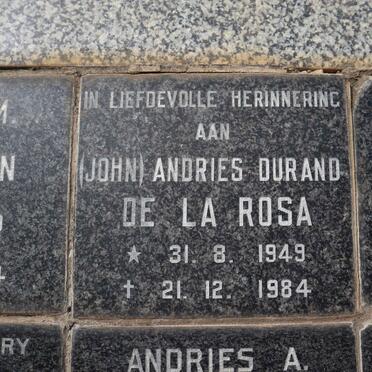 IN LIEFDEVOLLE HERINNERING
AAN
(JOHN) ANDRIES DURAND
DE LA ROSA
★ 31. 8. 1949
† 21. 12. 1984
ANDRIES A.